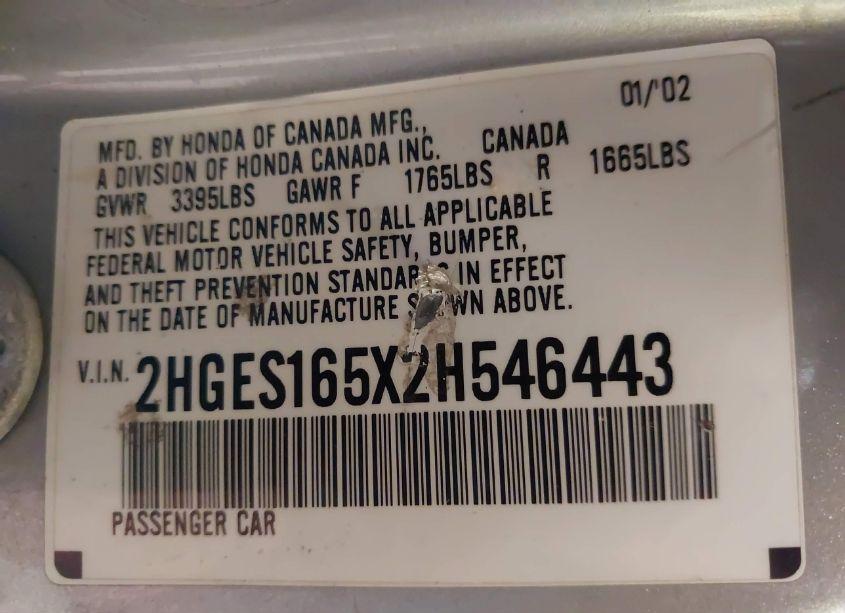 01/'02
MFD. BY HONDA OF CANADA MFG.,
A DIVISION OF HONDA CANADA INC. CANADA
GVWR 3395LBS GAWR F 1765LBS R 1665LBS
THIS VEHICLE CONFORMS TO ALL APPLICABLE
FEDERAL MOTOR VEHICLE SAFETY, BUMPER,
AND THEFT PREVENTION STANDARDS IN EFFECT
ON THE DATE OF MANUFACTURE SHOWN ABOVE.
V.I.N. 2HGES165X2H546443
PASSENGER CAR